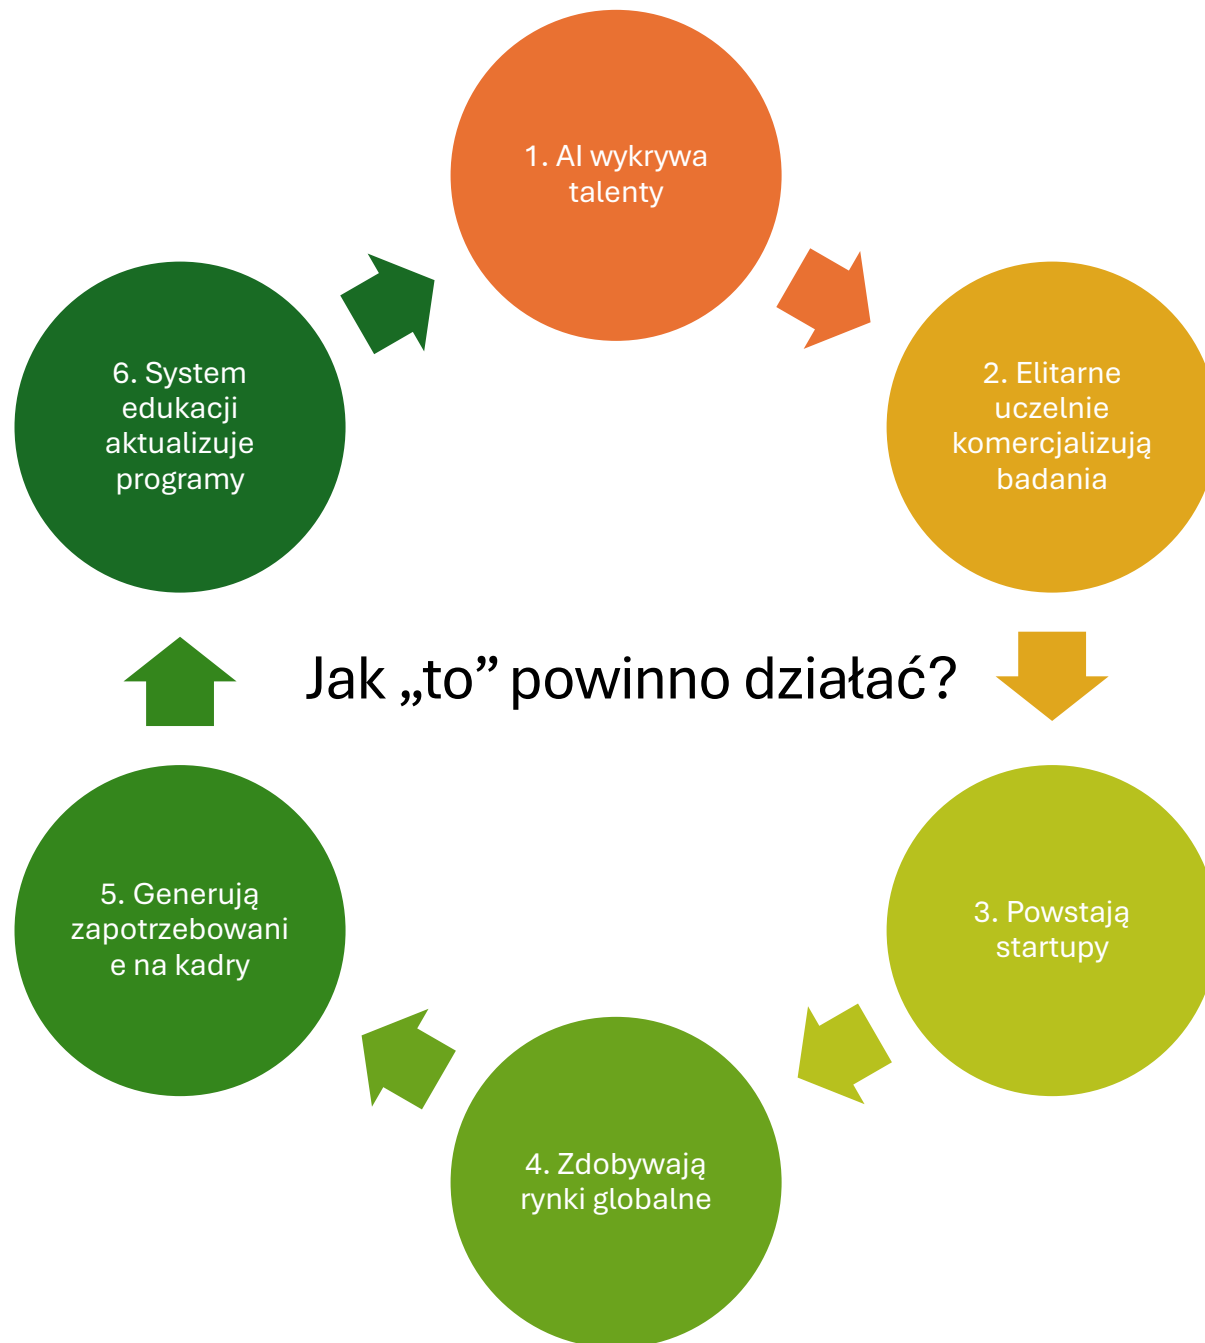 1. AI wykrywa
talenty
2. Elitarne
uczelnie
komercjalizują
badania
3. Powstają
startupy
4. Zdobywają
rynki globalne
5. Generują
zapotrzebowani
e na kadry
6. System
edukacji
aktualizuje
programy
Jak „to” powinno działać?